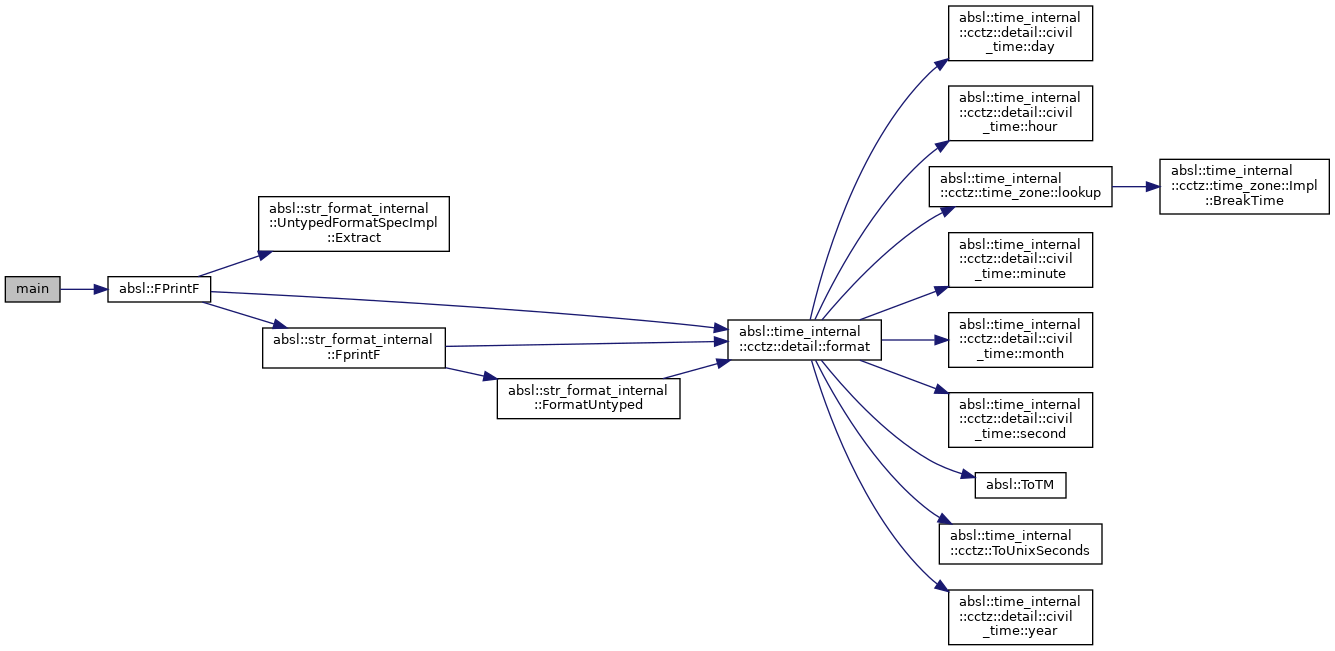 main
absl::FPrintF
absl::str_format_internal
::UntypedFormatSpecImpl
::Extract
absl::str_format_internal
::FprintF
absl::str_format_internal
::FormatUntyped
absl::time_internal
::cctz::detail::format
absl::time_internal
::cctz::detail::civil
_time::day
absl::time_internal
::cctz::detail::civil
_time::hour
absl::time_internal
::cctz::time_zone::lookup
absl::time_internal
::cctz::time_zone::Impl
::BreakTime
absl::time_internal
::cctz::detail::civil
_time::minute
absl::time_internal
::cctz::detail::civil
_time::month
absl::time_internal
::cctz::detail::civil
_time::second
absl::ToTM
absl::time_internal
::cctz::ToUnixSeconds
absl::time_internal
::cctz::detail::civil
_time::year